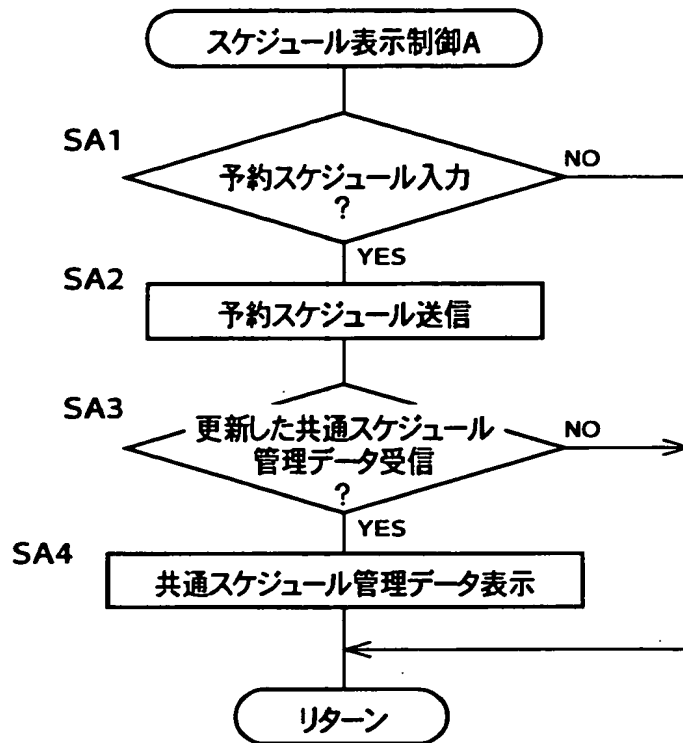 スケジュール表示制御A
SA1
予約スケジュール入力
?
NO
YES
SA2
予約スケジュール送信
SA3
更新した共通スケジュール
管理データ受信
?
NO
YES
SA4
共通スケジュール管理データ表示
リターン